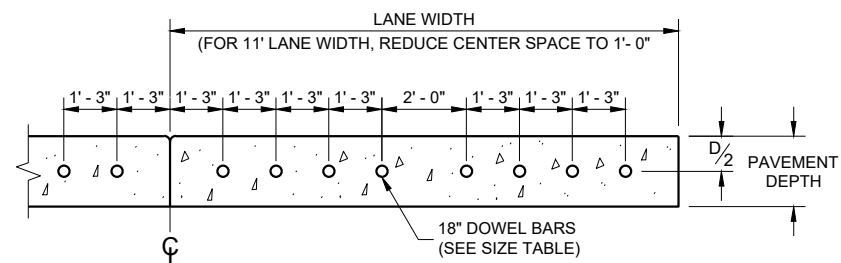 LANE WIDTH
(FOR 11' LANE WIDTH, REDUCE CENTER SPACE TO 1'- 0"
1' - 3" 1' - 3" 1' - 3" 1' - 3" 1' - 3" 1' - 3" 2' - 0" 1' - 3" 1' - 3" 1' - 3"
D/2
PAVEMENT
DEPTH
18" DOWEL BARS
(SEE SIZE TABLE)
℄